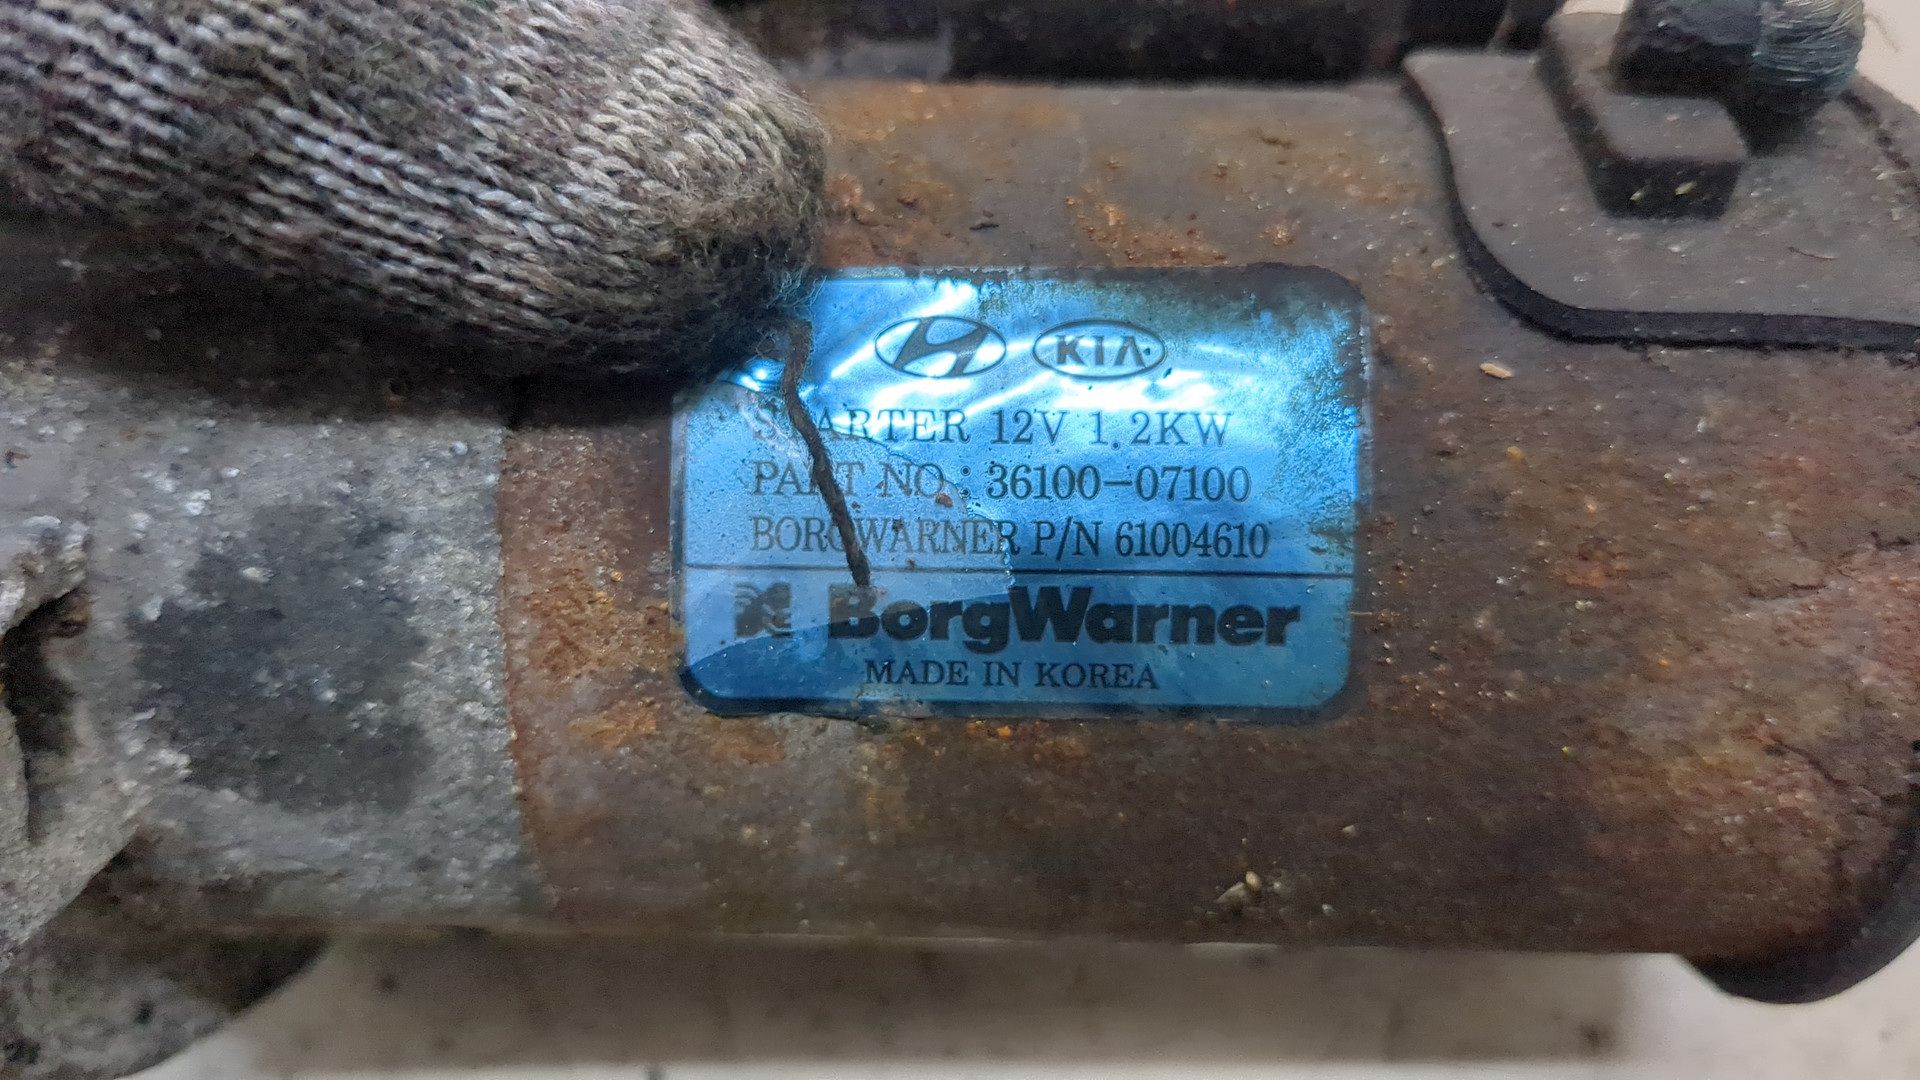 KIA
STARTER 12V 1.2KW
PART NO.: 36100-07100
BORGWARNER P/N 61004610
BorgWarner
MADE IN KOREA